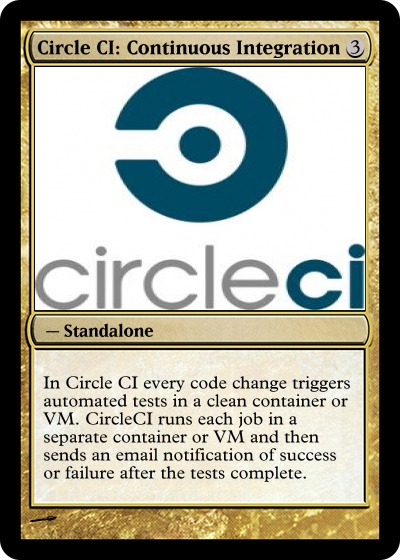 Circle CI: Continuous Integration 3
circleci
— Standalone
In Circle CI every code change triggers
automated tests in a clean container or
VM. CircleCI runs each job in a
separate container or VM and then
sends an email notification of success
or failure after the tests complete.